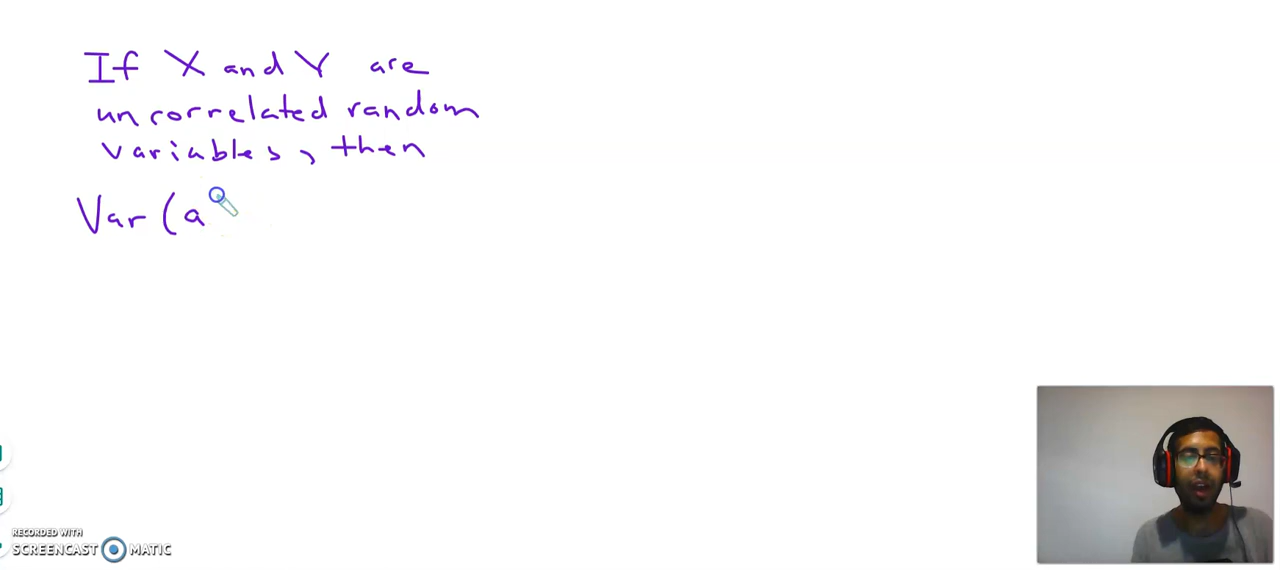 If X and Y are
uncorrelated random
variables, then
Var (a
RECORDED WITH
SCREENCAST MATIC